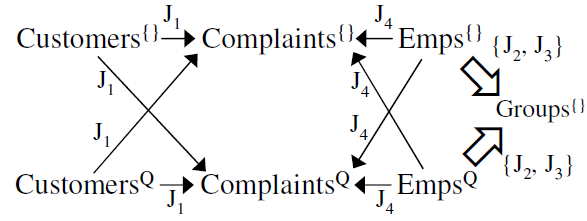 J₁ J₄
Customers{} Complaints{} Emps{} {J₂, J₃}
J₁ J₄
Groups{}
J₁ J₄
{J₂, J₃}
CustomersQ ComplaintsQ EmpsQ
J₁ J₄